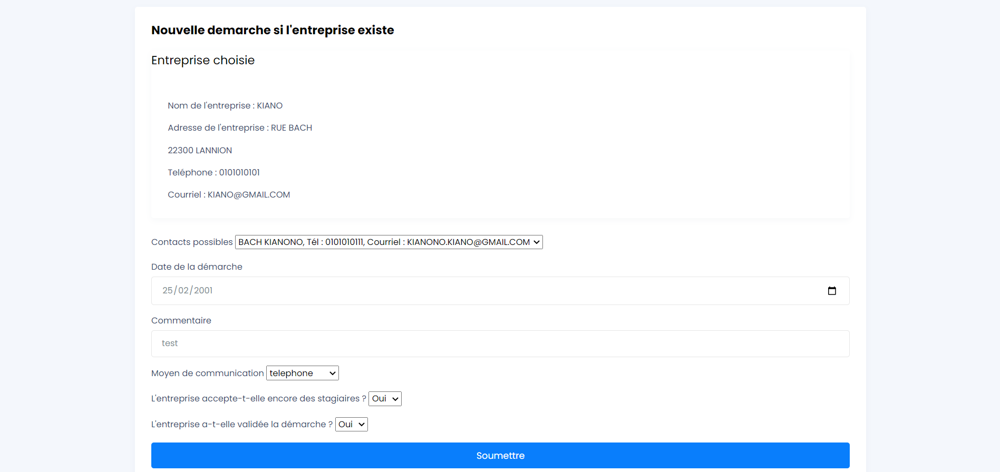 Nouvelle demarche si l'entreprise existe
Entreprise choisie
Nom de l'entreprise : KIANO
Adresse de l'entreprise : RUE BACH
22300 LANNION
Teléphone : 0101010101
Courriel : KIANO@GMAIL.COM
Contacts possibles BACH KIANONO, Tél : 0101010111, Courriel : KIANONO.KIANO@GMAIL.COM
Date de la démarche
25/02/2001
Commentaire
test
Moyen de communication telephone
L'entreprise accepte-t-elle encore des stagiaires ? Oui
L'entreprise a-t-elle validée la démarche ? Oui
Soumettre